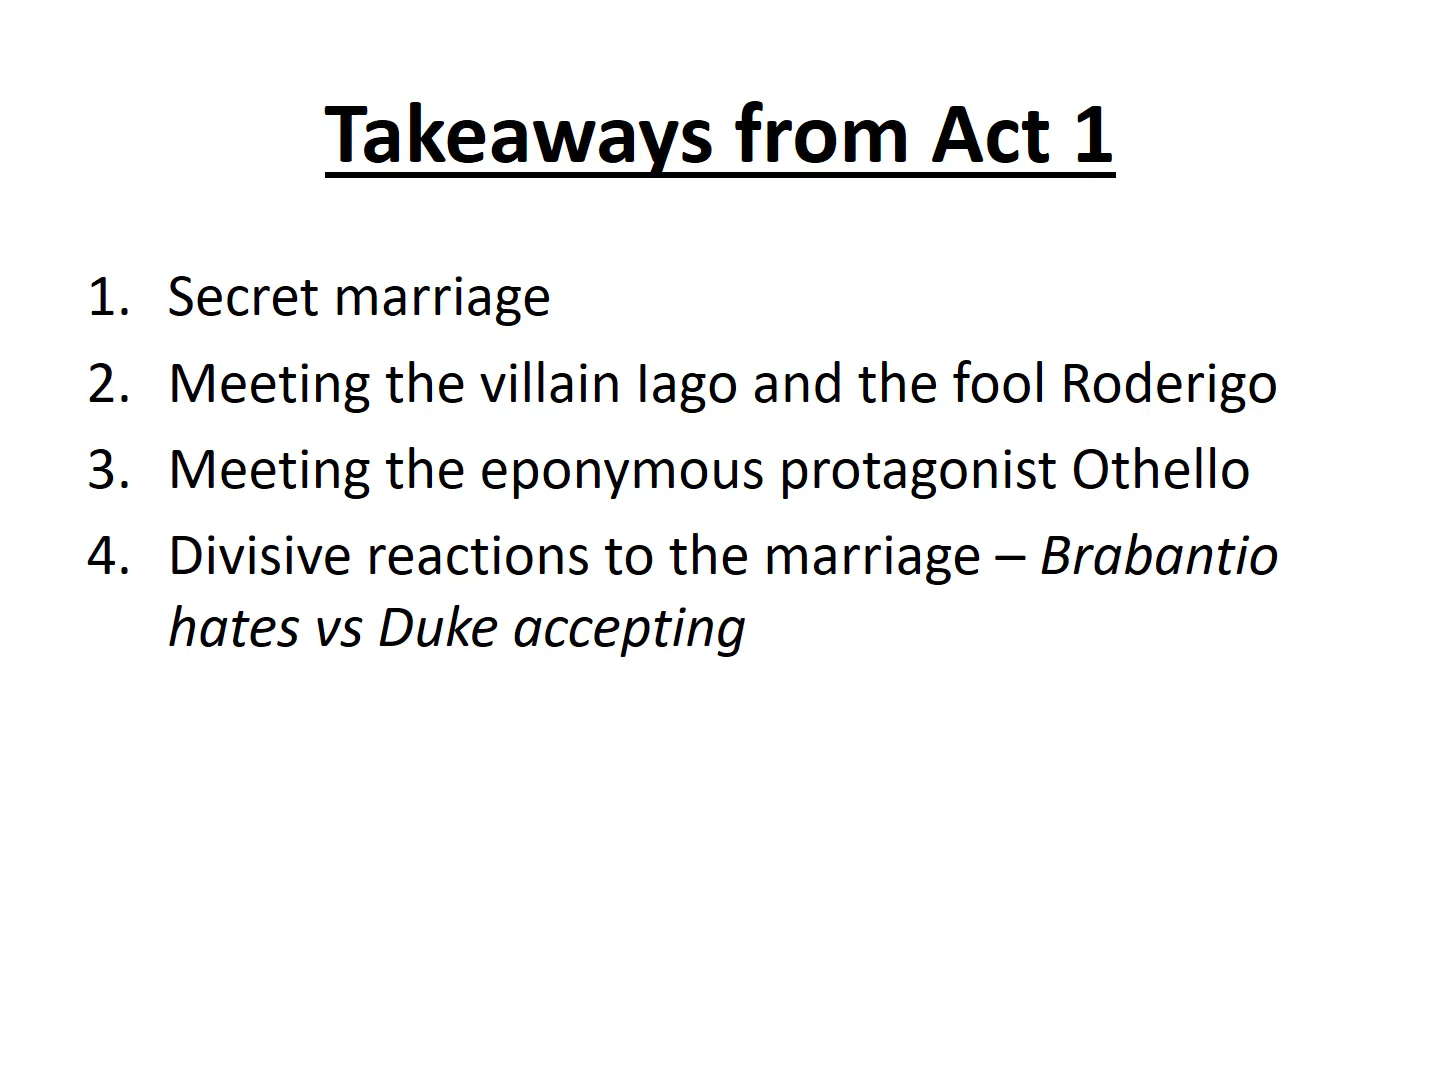 Takeaways from Act 1
1. Secret marriage
2. Meeting the villain Iago and the fool Roderigo
3. Meeting the eponymous protagonist Othello
4. Divisive reactions to the marriage – Brabantio
hates vs Duke accepting